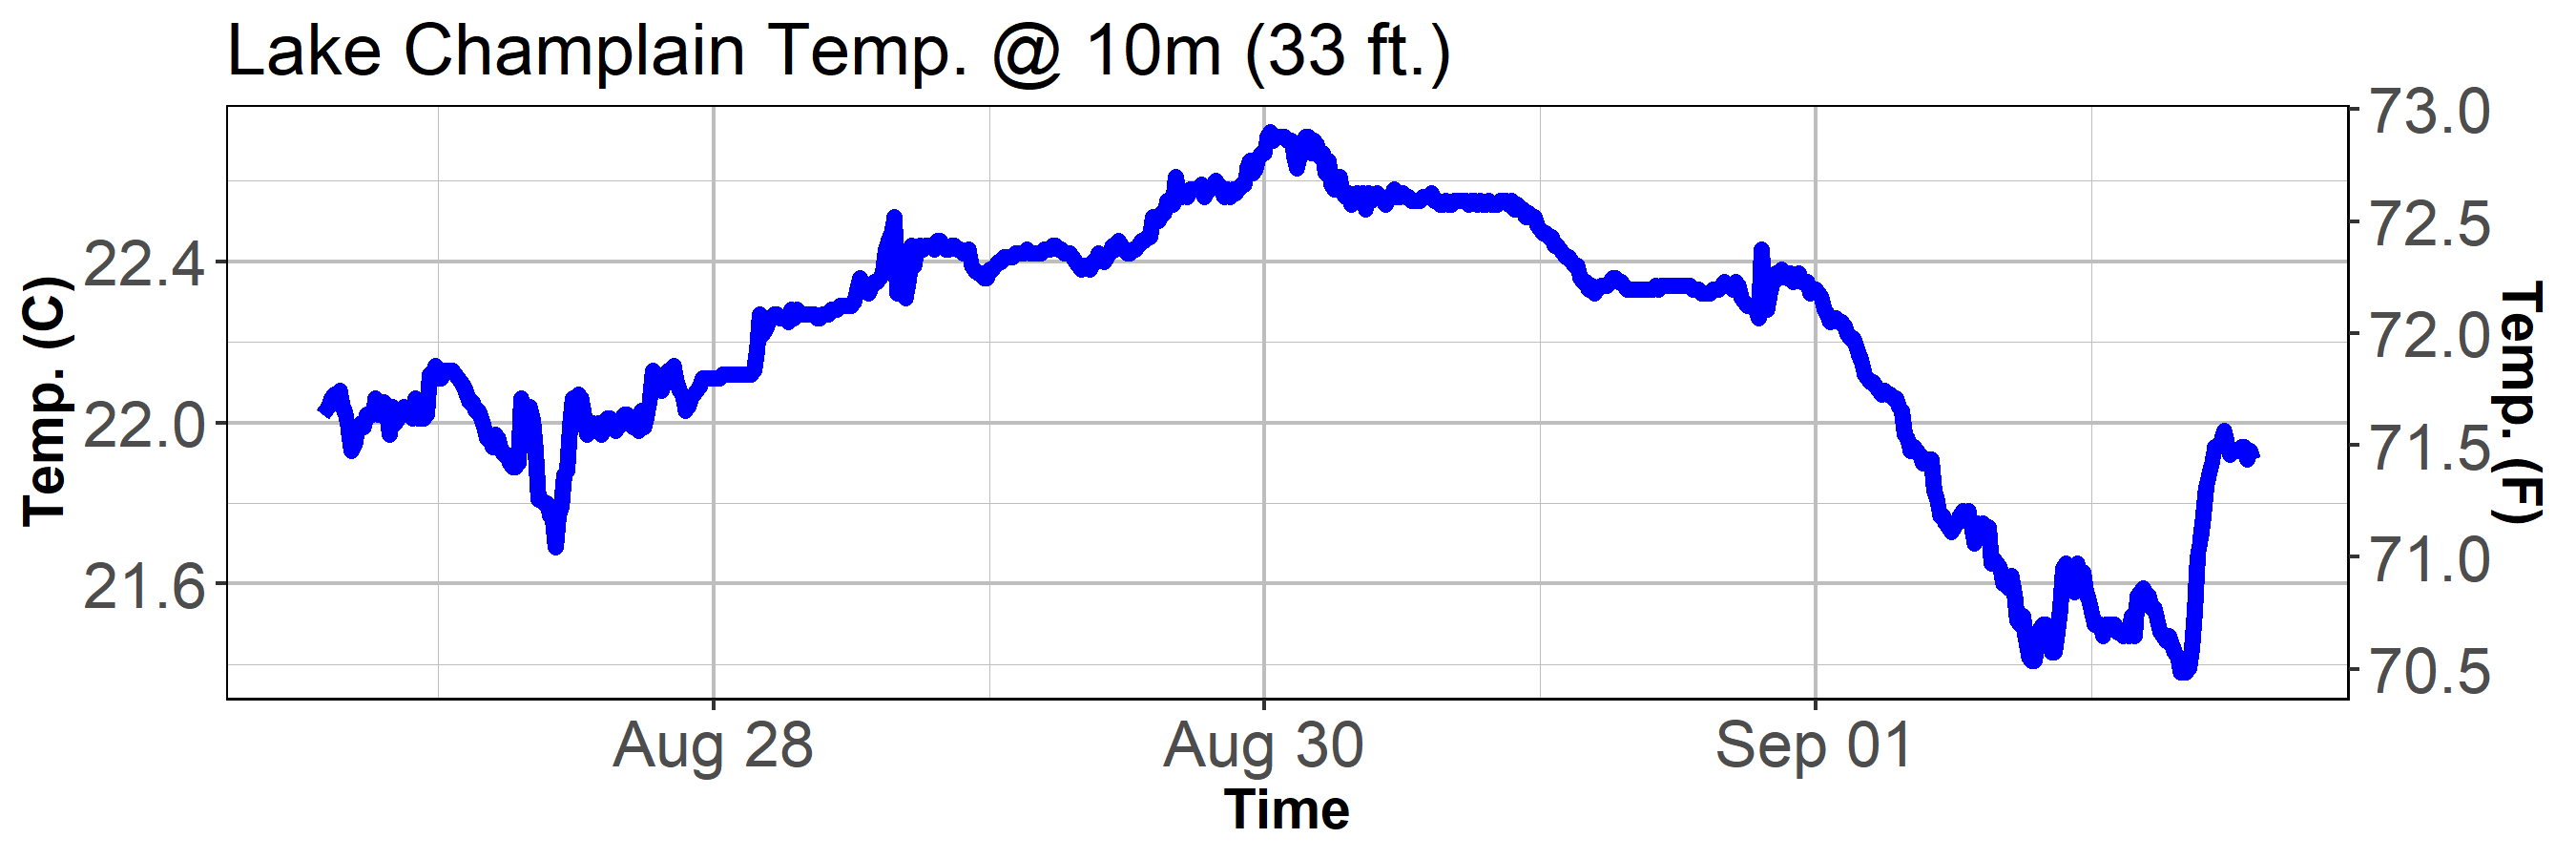 Lake Champlain Temp. @ 10m (33 ft.)
Temp. (C)
22.4
22.0
21.6
73.0
72.5
72.0
71.5
71.0
70.5
Temp. (F)
Aug 28
Aug 30
Sep 01
Time